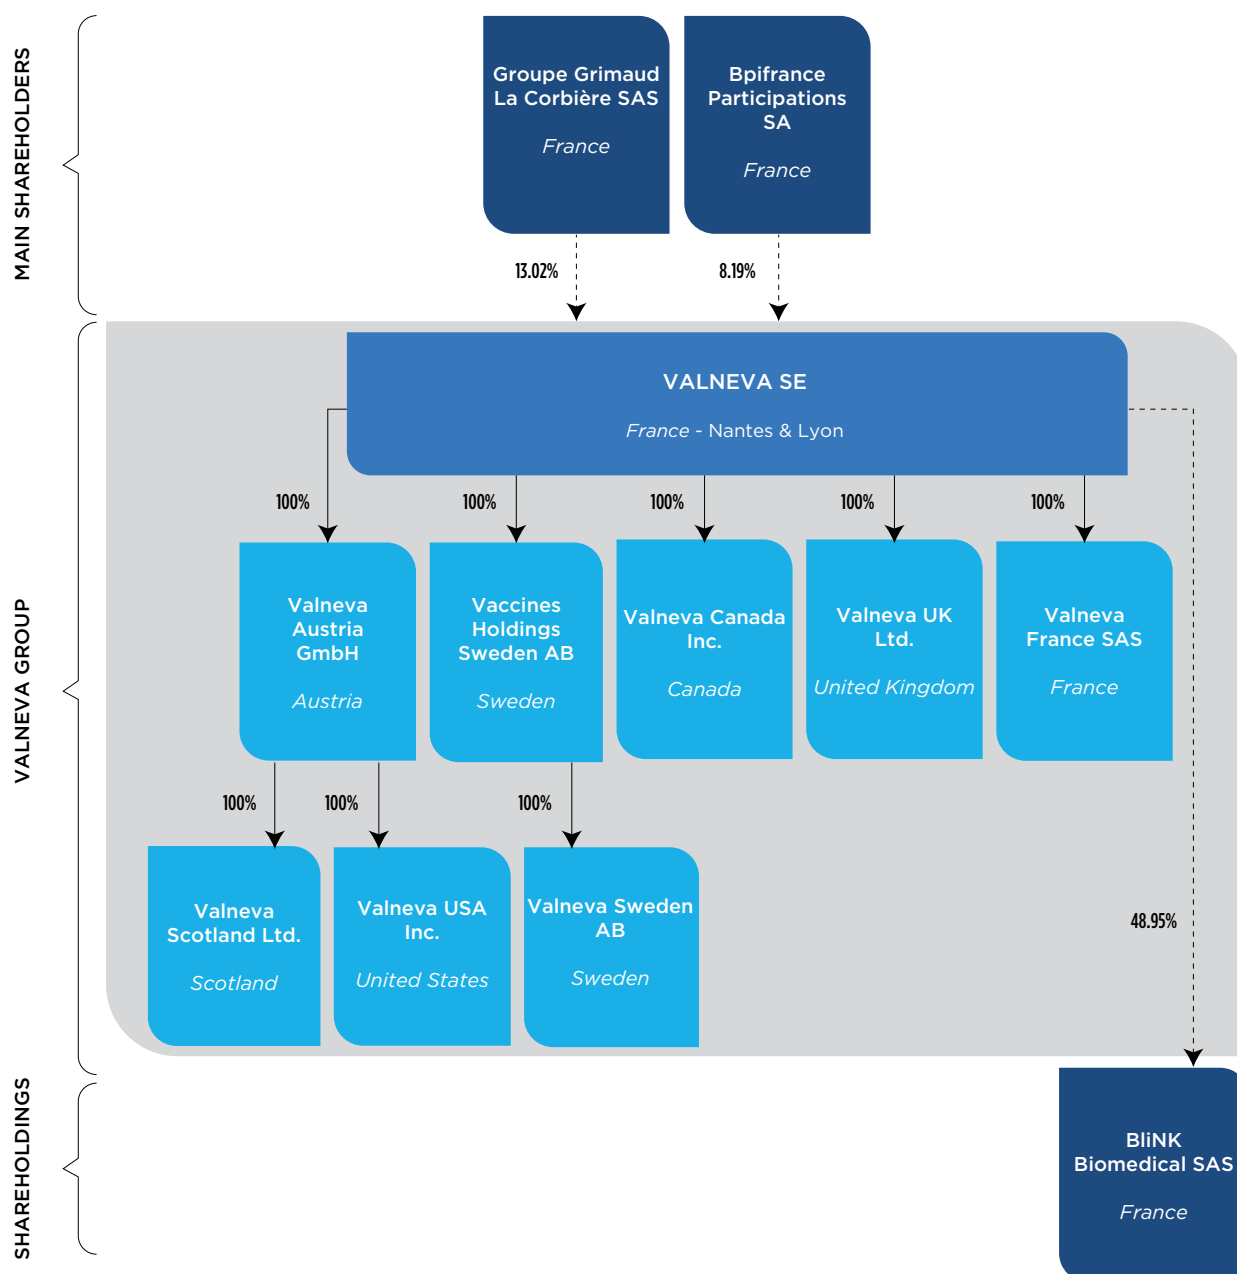 MAIN SHAREHOLDERS
Groupe Grimaud
La Corbière SAS
France
Bpifrance
Participations
SA
France
13.02%
8.19%
VALNEVA GROUP
VALNEVA SE
France - Nantes & Lyon
100%
100%
100%
100%
100%
Valneva
Austria
GmbH
Austria
Vaccines
Holdings
Sweden AB
Sweden
Valneva Canada
Inc.
Canada
Valneva UK
Ltd.
United Kingdom
Valneva
France SAS
France
100%
100%
100%
Valneva
Scotland Ltd.
Scotland
Valneva USA
Inc.
United States
Valneva Sweden
AB
Sweden
48.95%
SHAREHOLDINGS
BliNK
Biomedical SAS
France